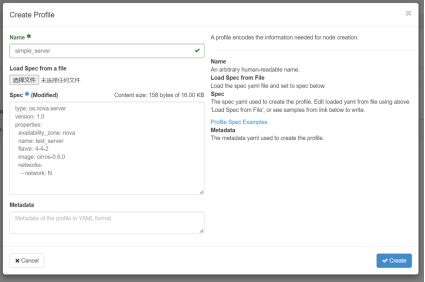 Create Profile
×
Name *
simple_server
Load Spec from a file
选择文件 未选择任何文件
Spec * (Modified)
Content size: 158 bytes of 16.00 KB
type: os.nova.server
version: 1.0
properties:
availability_zone: nova
name: test_server
flavor: 4-4-2
image: cirros-0.6.0
networks:
- network: N
Metadata
Metadata of the profile in YAML format.
A profile encodes the information needed for node creation.
Name
An arbitrary human-readable name.
Load Spec from File
Load the spec yaml file and set to spec below.
Spec
The spec yaml used to create the profile. Edit loaded yaml from file using above
'Load Spec from File', or see samples from link below to write.
Profile Spec Examples
Metadata
The metadata yaml used to create the profile.
× Cancel
✓ Create